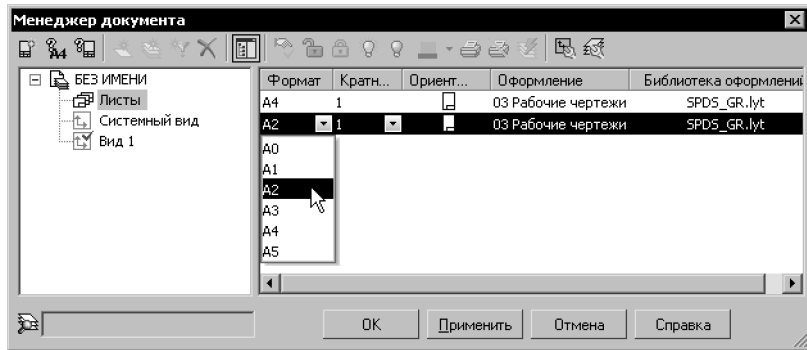 Менеджер документа
A4
БЕЗ ИМЕНИ
Листы
Системный вид
Вид 1
Формат Кратн... Ориент... Оформление Библиотека оформлений
A4 1 03 Рабочие чертежи SPDS_GR.lyt
A2 1 03 Рабочие чертежи SPDS_GR.lyt
A0
A1
A2
A3
A4
A5
OK Применить Отмена Справка